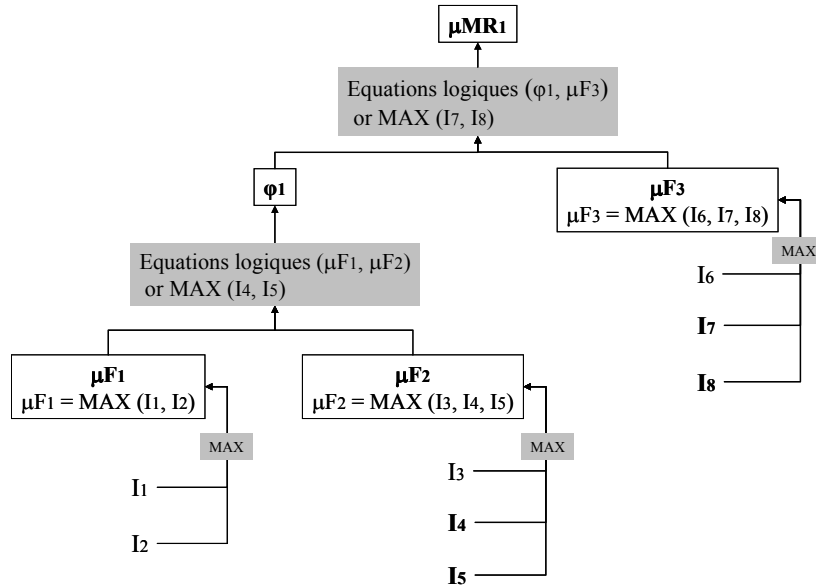 μMR1
Equations logiques (φ1, μF3)
or MAX (I7, I8)
φ1
μF3
μF3 = MAX (I6, I7, I8)
MAX
I6
I7
I8
Equations logiques (μF1, μF2)
or MAX (I4, I5)
μF1
μF1 = MAX (I1, I2)
MAX
I1
I2
μF2
μF2 = MAX (I3, I4, I5)
MAX
I3
I4
I5